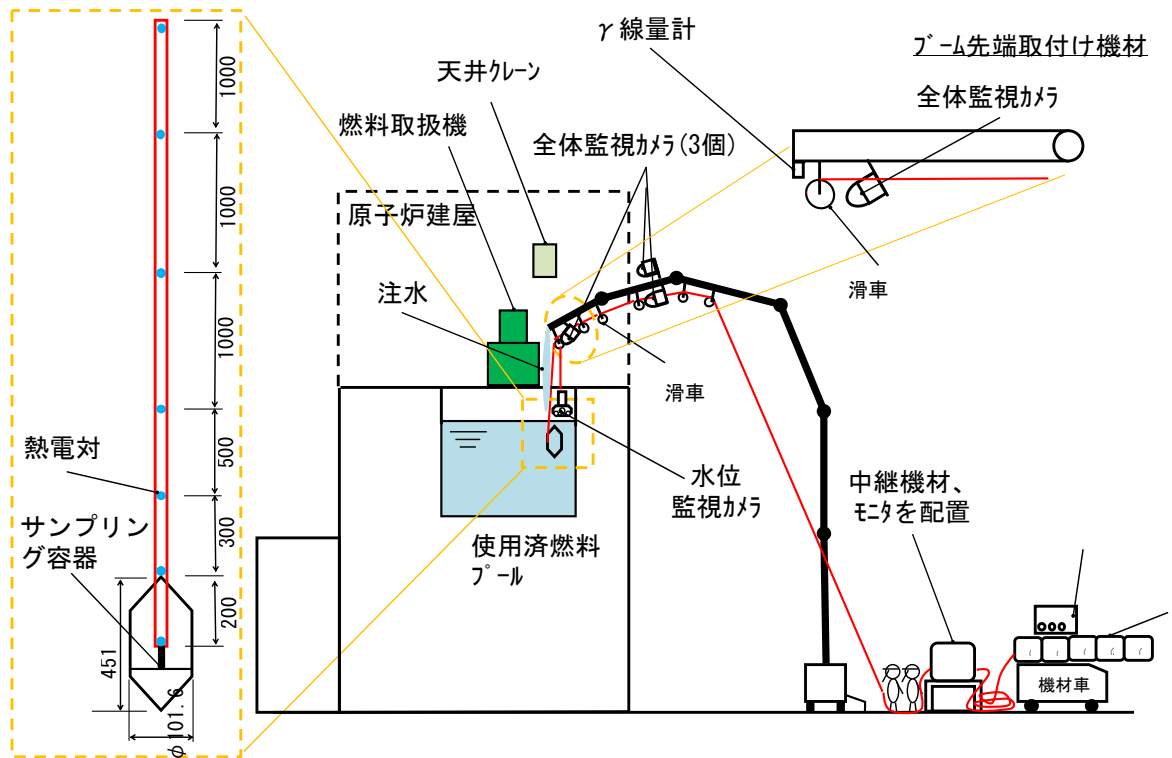 γ線量計
ﾌﾞｰﾑ先端取付け機材
天井ｸﾚｰﾝ
全体監視ｶﾒﾗ
燃料取扱機
全体監視ｶﾒﾗ(3個)
原子炉建屋
注水
滑車
滑車
水位
監視ｶﾒﾗ
使用済燃料
ﾌﾟｰﾙ
中継機材、
ﾓﾆﾀを配置
機材車
熱電対
サンプリン
グ容器
1000
1000
1000
500
300
200
451
φ101.6